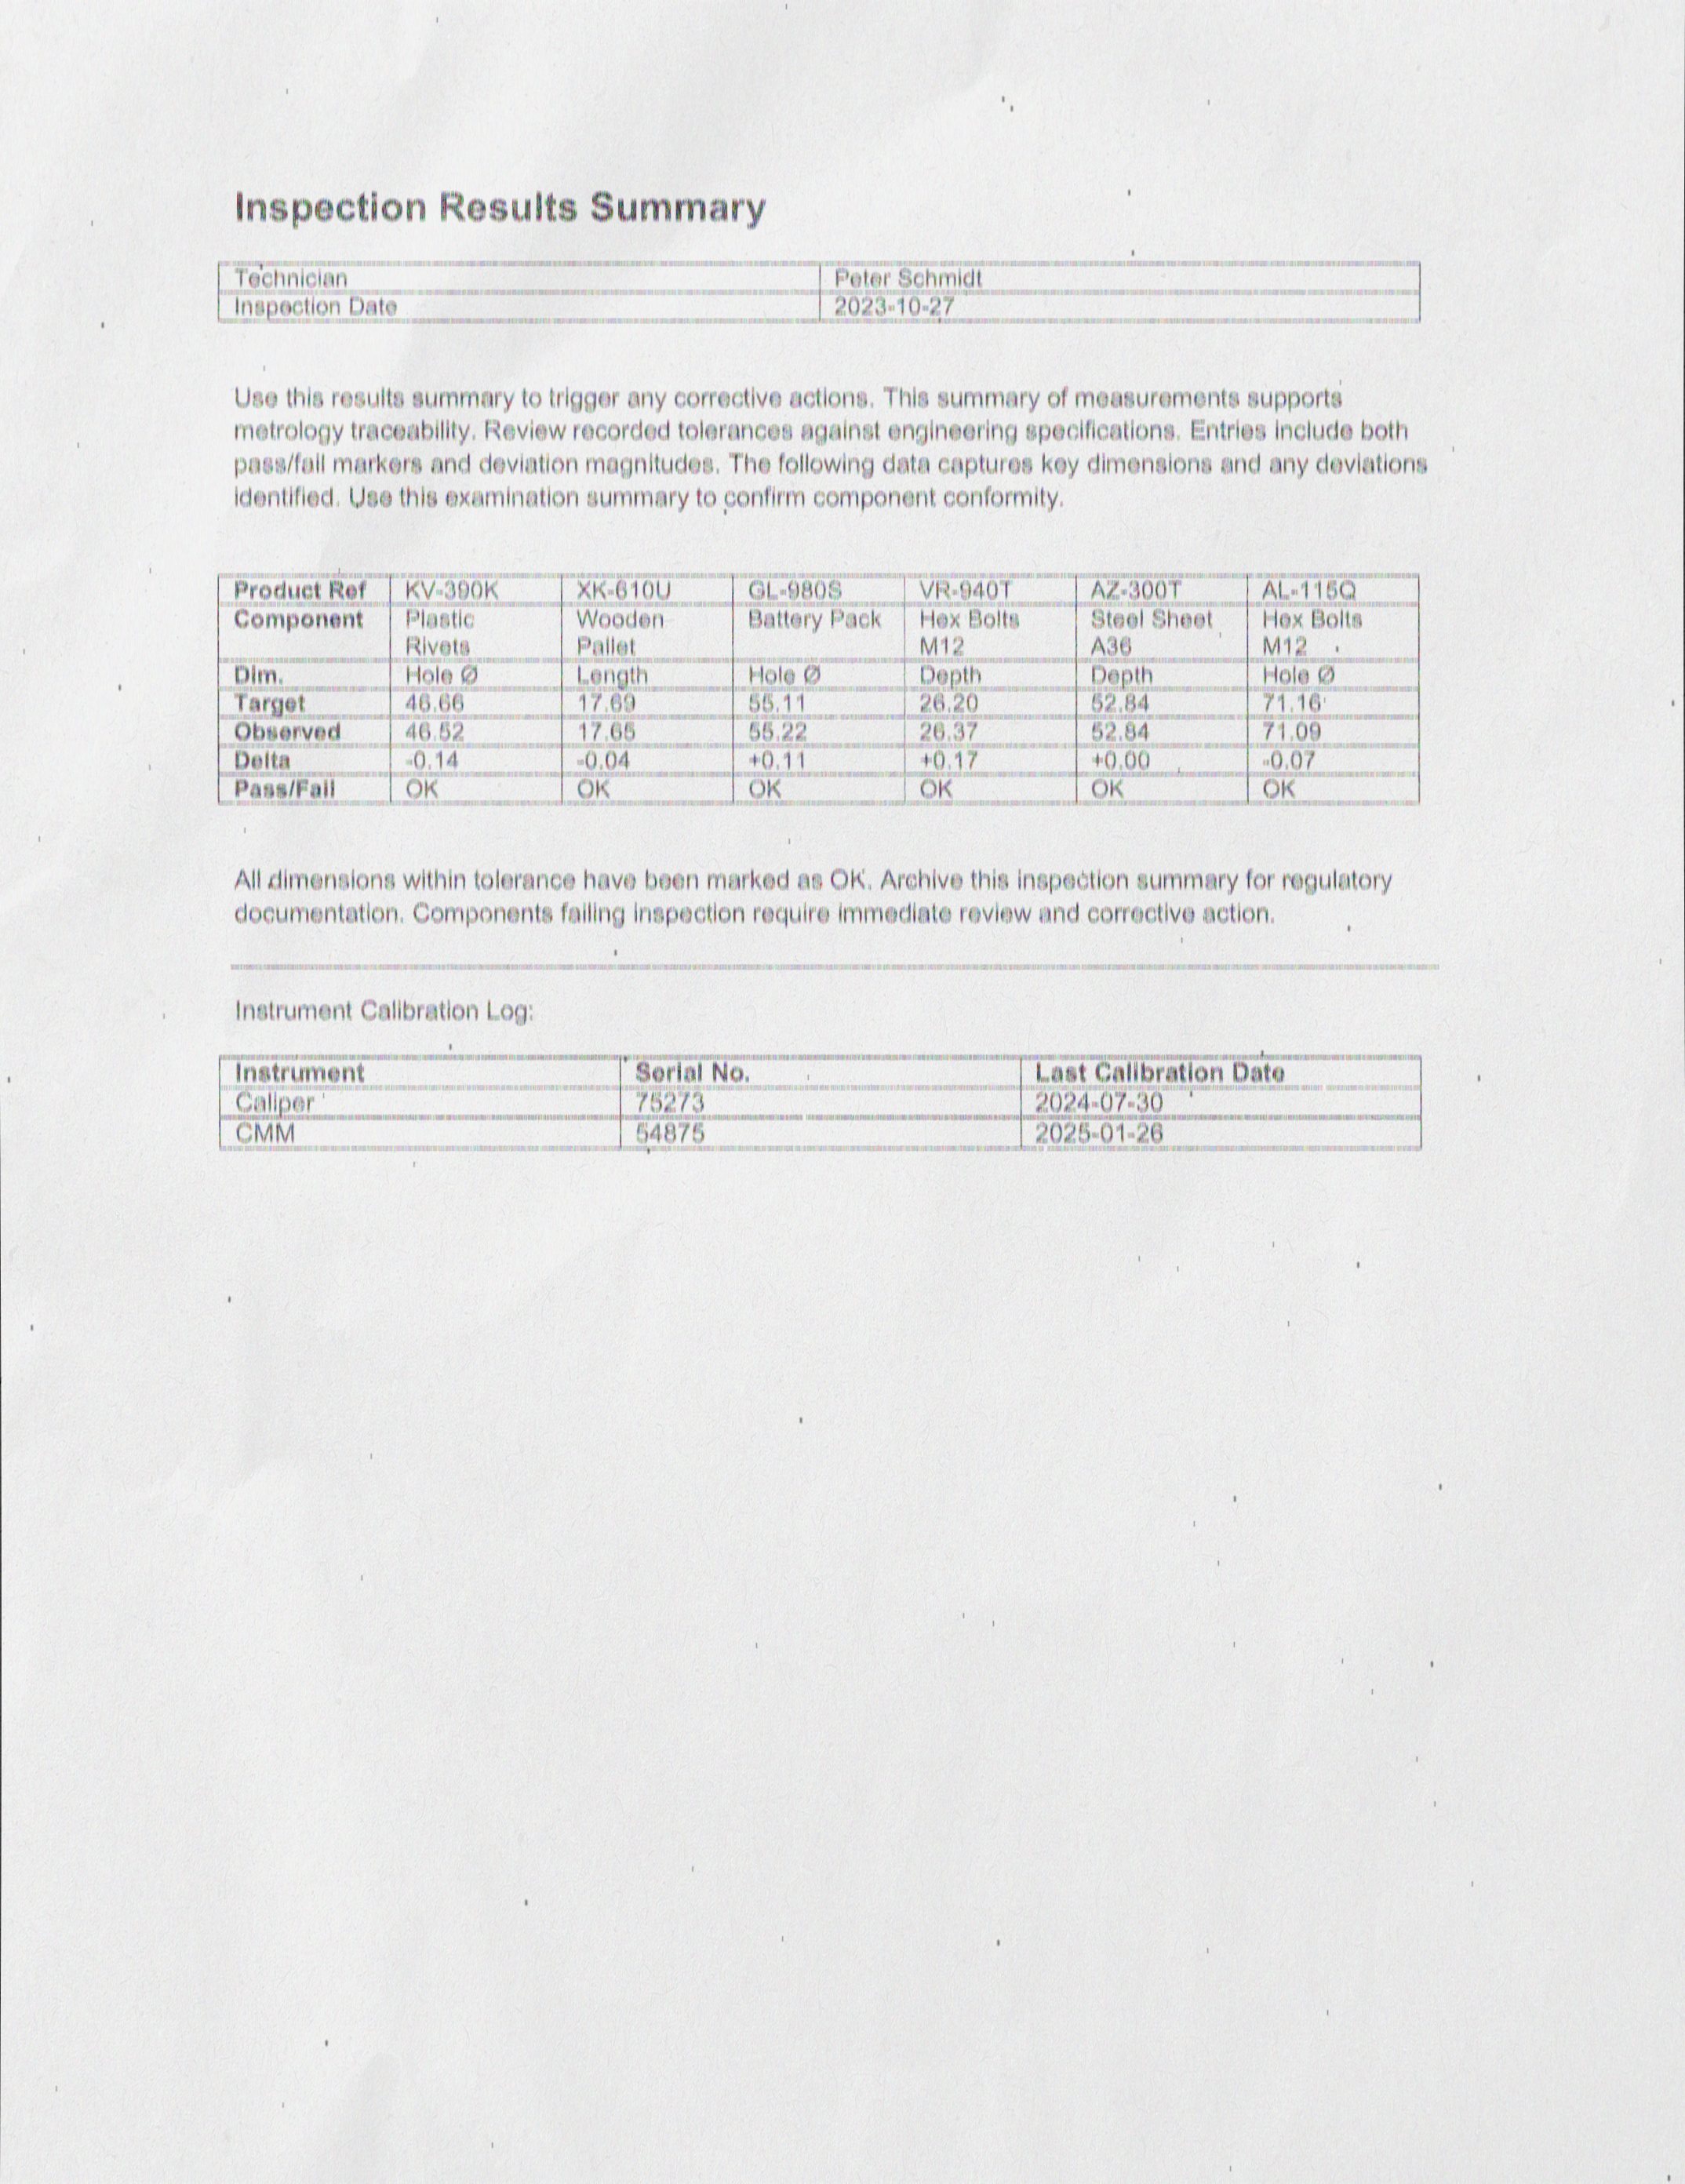 Inspection Results Summary
Technician Peter Schmidt
Inspection Date 2023-10-27
Use this results summary to trigger any corrective actions. This summary of measurements supports
metrology traceability. Review recorded tolerances against engineering specifications. Entries include both
pass/fail markers and deviation magnitudes. The following data captures key dimensions and any deviations
identified. Use this examination summary to confirm component conformity.
Product Ref KV-390K XK-610U GL-980S VR-940T AZ-300T AL-115Q
Component Plastic Wooden Battery Pack Hex Bolts Steel Sheet Hex Bolts
Rivets Pallet M12 A36 M12
Dim. Hole Ø Length Hole Ø Depth Depth Hole Ø
Target 46.66 17.69 55.11 26.20 52.84 71.16
Observed 46.52 17.65 55.22 26.37 52.84 71.09
Delta -0.14 -0.04 +0.11 +0.17 +0.00 -0.07
Pass/Fail OK OK OK OK OK OK
All dimensions within tolerance have been marked as OK. Archive this inspection summary for regulatory
documentation. Components failing inspection require immediate review and corrective action.
Instrument Calibration Log:
Instrument Serial No. Last Calibration Date
Caliper 75273 2024-07-30
CMM 54875 2025-01-26